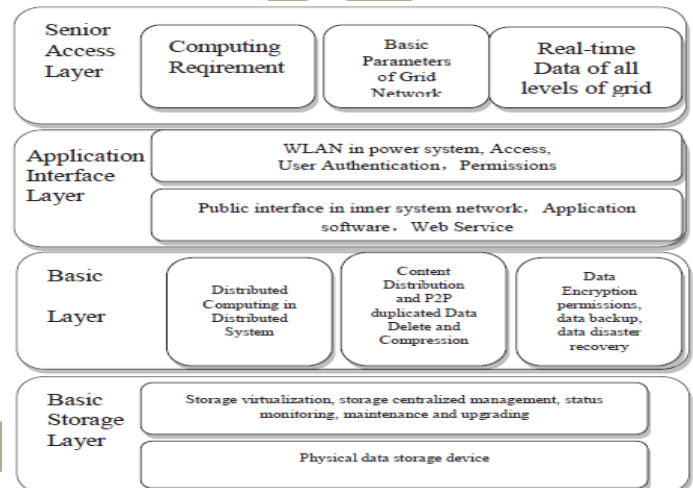 Senior
Access
Layer
Computing
Reqirement
Basic
Parameters
of Grid
Network
Real-time
Data of all
levels of grid
Application
Interface
Layer
WLAN in power system, Access,
User Authentication， Permissions
Public interface in inner system network， Application
software， Web Service
Basic
Layer
Distributed
Computing in
Distributed
System
Content
Distribution
and P2P
duplicated Data
Delete and
Compression
Data
Encryption
permissions,
data backup,
data disaster
recovery
Basic
Storage
Layer
Storage virtualization, storage centralized management, status
monitoring, maintenance and upgrading
Physical data storage device